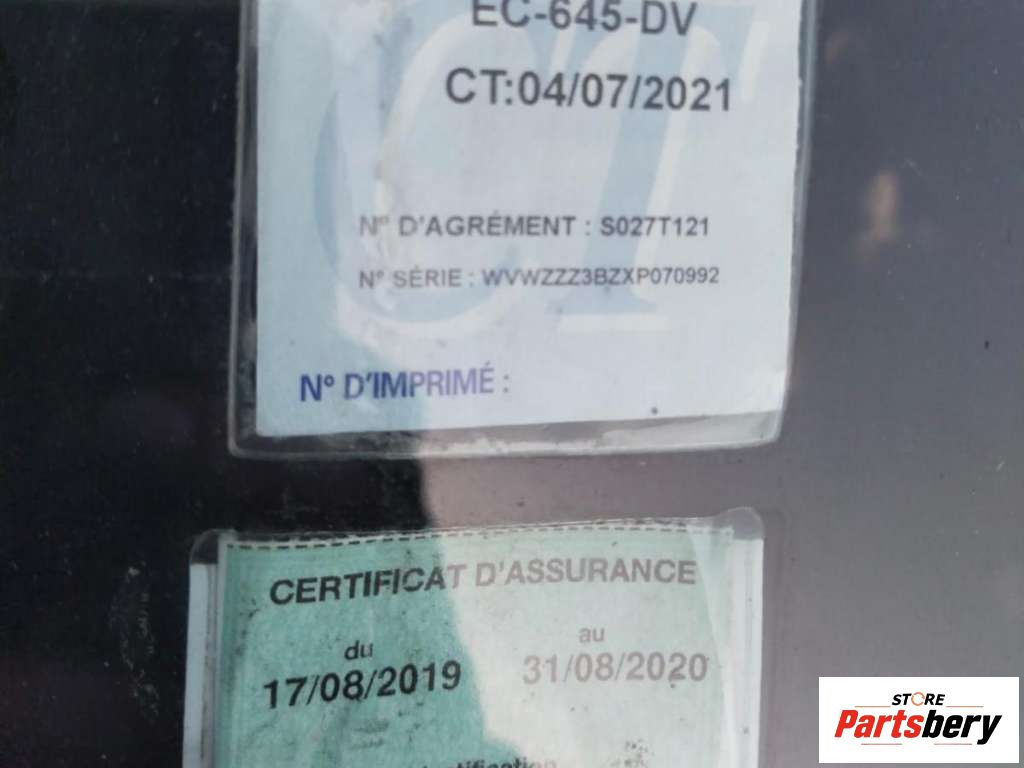 EC-645-DV
CT:04/07/2021
N° D'AGRÉMENT : S027T121
N° SÉRIE : WVWZZZ3BZXP070992
N° D'IMPRIMÉ :
CERTIFICAT D'ASSURANCE
du au
17/08/2019 31/08/2020
STORE
Partsbery